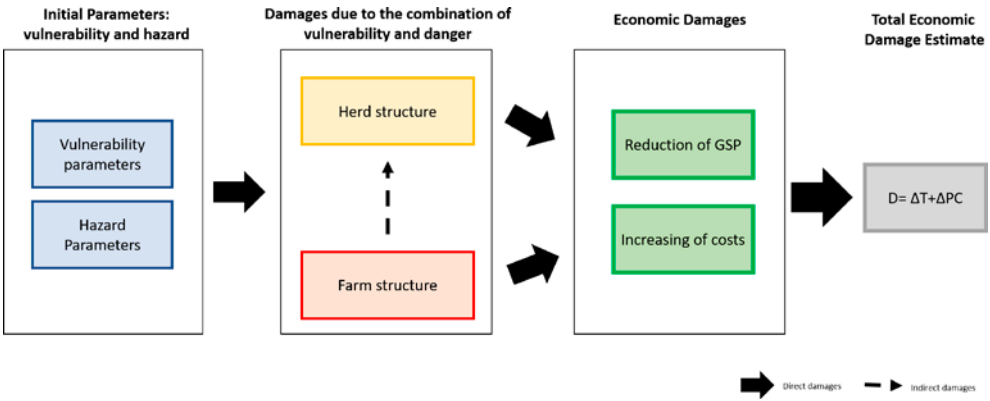 Initial Parameters:
vulnerability and hazard
Damages due to the combination of
vulnerability and danger
Economic Damages
Total Economic
Damage Estimate
Vulnerability
parameters
Hazard
Parameters
Herd structure
Farm structure
Reduction of GSP
Increasing of costs
D= ΔT+ΔPC
Direct damages
Indirect damages